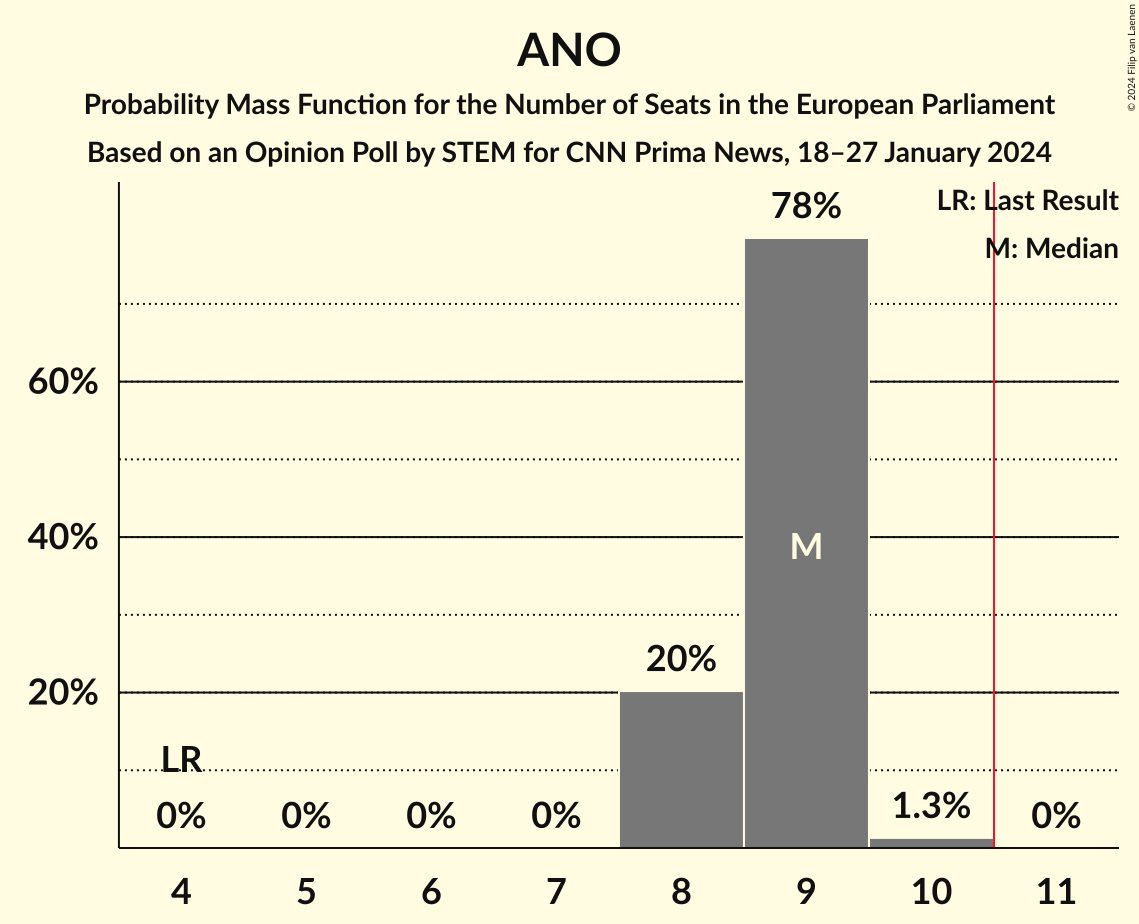 ANO
Probability Mass Function for the Number of Seats in the European Parliament
Based on an Opinion Poll by STEM for CNN Prima News, 18–27 January 2024
© 2024 Filip van Laenen
LR: Last Result
M: Median
78%
60%
40%
M
20%
20%
LR
0%
0%
0%
0%
1.3%
0%
4
5
6
7
8
9
10
11